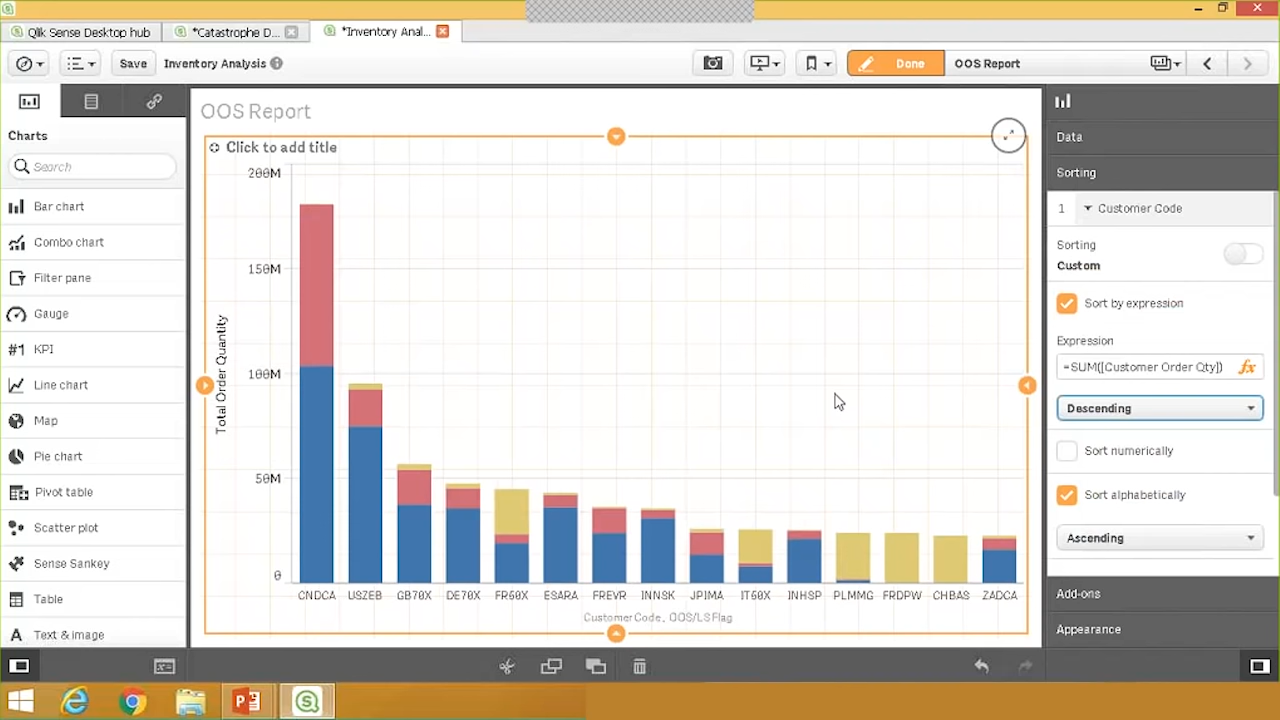 Qlik Sense Desktop hub
*Catastrophe D...
*Inventory Anal...
Save
Inventory Analysis
Done
OOS Report
OOS Report
Charts
Search
Bar chart
Combo chart
Filter pane
Gauge
#1 KPI
Line chart
Map
Pie chart
Pivot table
Scatter plot
Sense Sankey
Table
A Text & image
Click to add title
200M
150M
100M
50M
0
Total Order Quantity
CNDCA USZEB GB70X DE70X FR60X ESARA FREVR INNSK JPIMA IT60X INHSP PLMMG FRDPW CHBAS ZADCA
CustomerCode, OOS/LSFlag
Data
Sorting
1 Customer Code
Sorting
Custom
Sort by expression
Expression
=SUM([Customer Order Qty])
fx
Descending
Sort numerically
Sort alphabetically
Ascending
Add-ons
Appearance